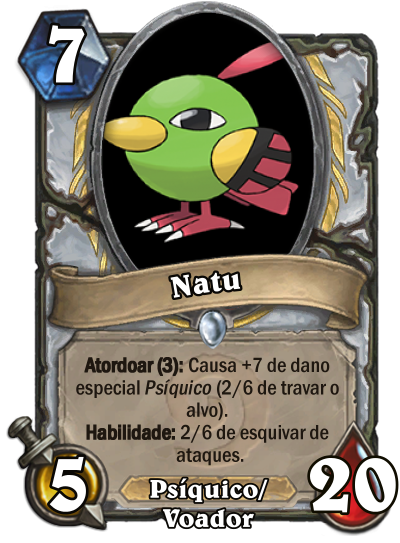 7
Natu
Atordoar (3): Causa +7 de dano
especial Psíquico (2/6 de travar o
alvo).
Habilidade: 2/6 de esquivar de
ataques.
5
Psíquico/
Voador
20